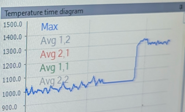 Temperature time diagram
1500.0
1400.0
1300.0
1200.0
1100.0
1000.0
900.0
Max
Avg 1,2
Avg 2,1
Avg 1,1
Avg 2,2